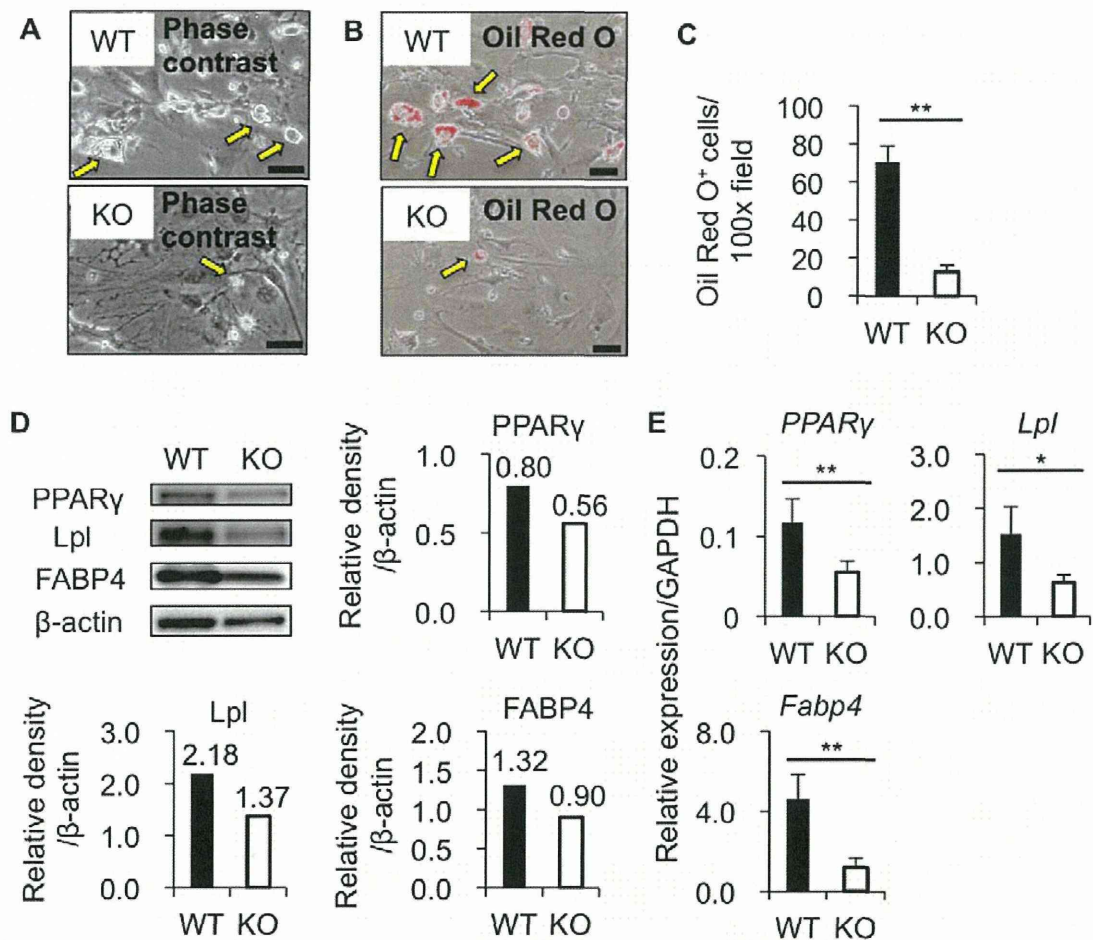 A
WT
Phase
contrast
KO
Phase
contrast
B
WT
Oil Red O
KO
Oil Red O
C
Oil Red O⁺ cells/
100x field
100
80
60
40
20
0
**
WT KO
D
WT KO
PPARγ
Lpl
FABP4
β-actin
PPARγ
Relative density
/β-actin
1.0
0.5
0.0
0.80
0.56
WT KO
Lpl
Relative density
/β-actin
3.0
2.0
1.0
0.0
2.18
1.37
WT KO
FABP4
Relative density
/β-actin
2.0
1.5
1.0
0.5
0.0
1.32
0.90
WT KO
E
Relative expression/GAPDH
PPARγ
0.2
0.1
0
**
WT KO
Lpl
3.0
2.0
1.0
0.0
*
WT KO
Fabp4
8.0
4.0
0.0
**
WT KO